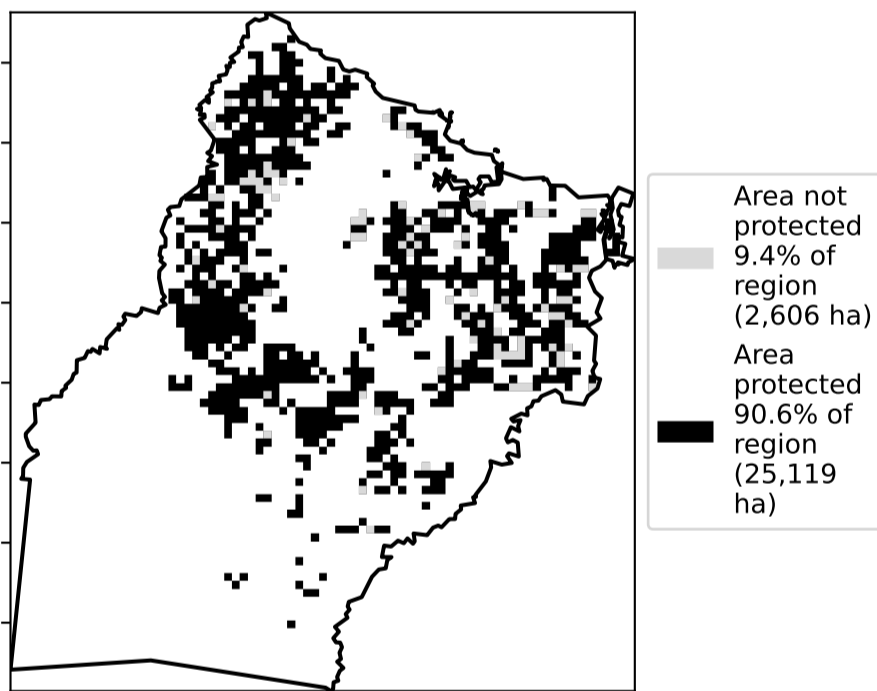 Area not
protected
9.4% of
region
(2,606 ha)
Area
protected
90.6% of
region
(25,119
ha)